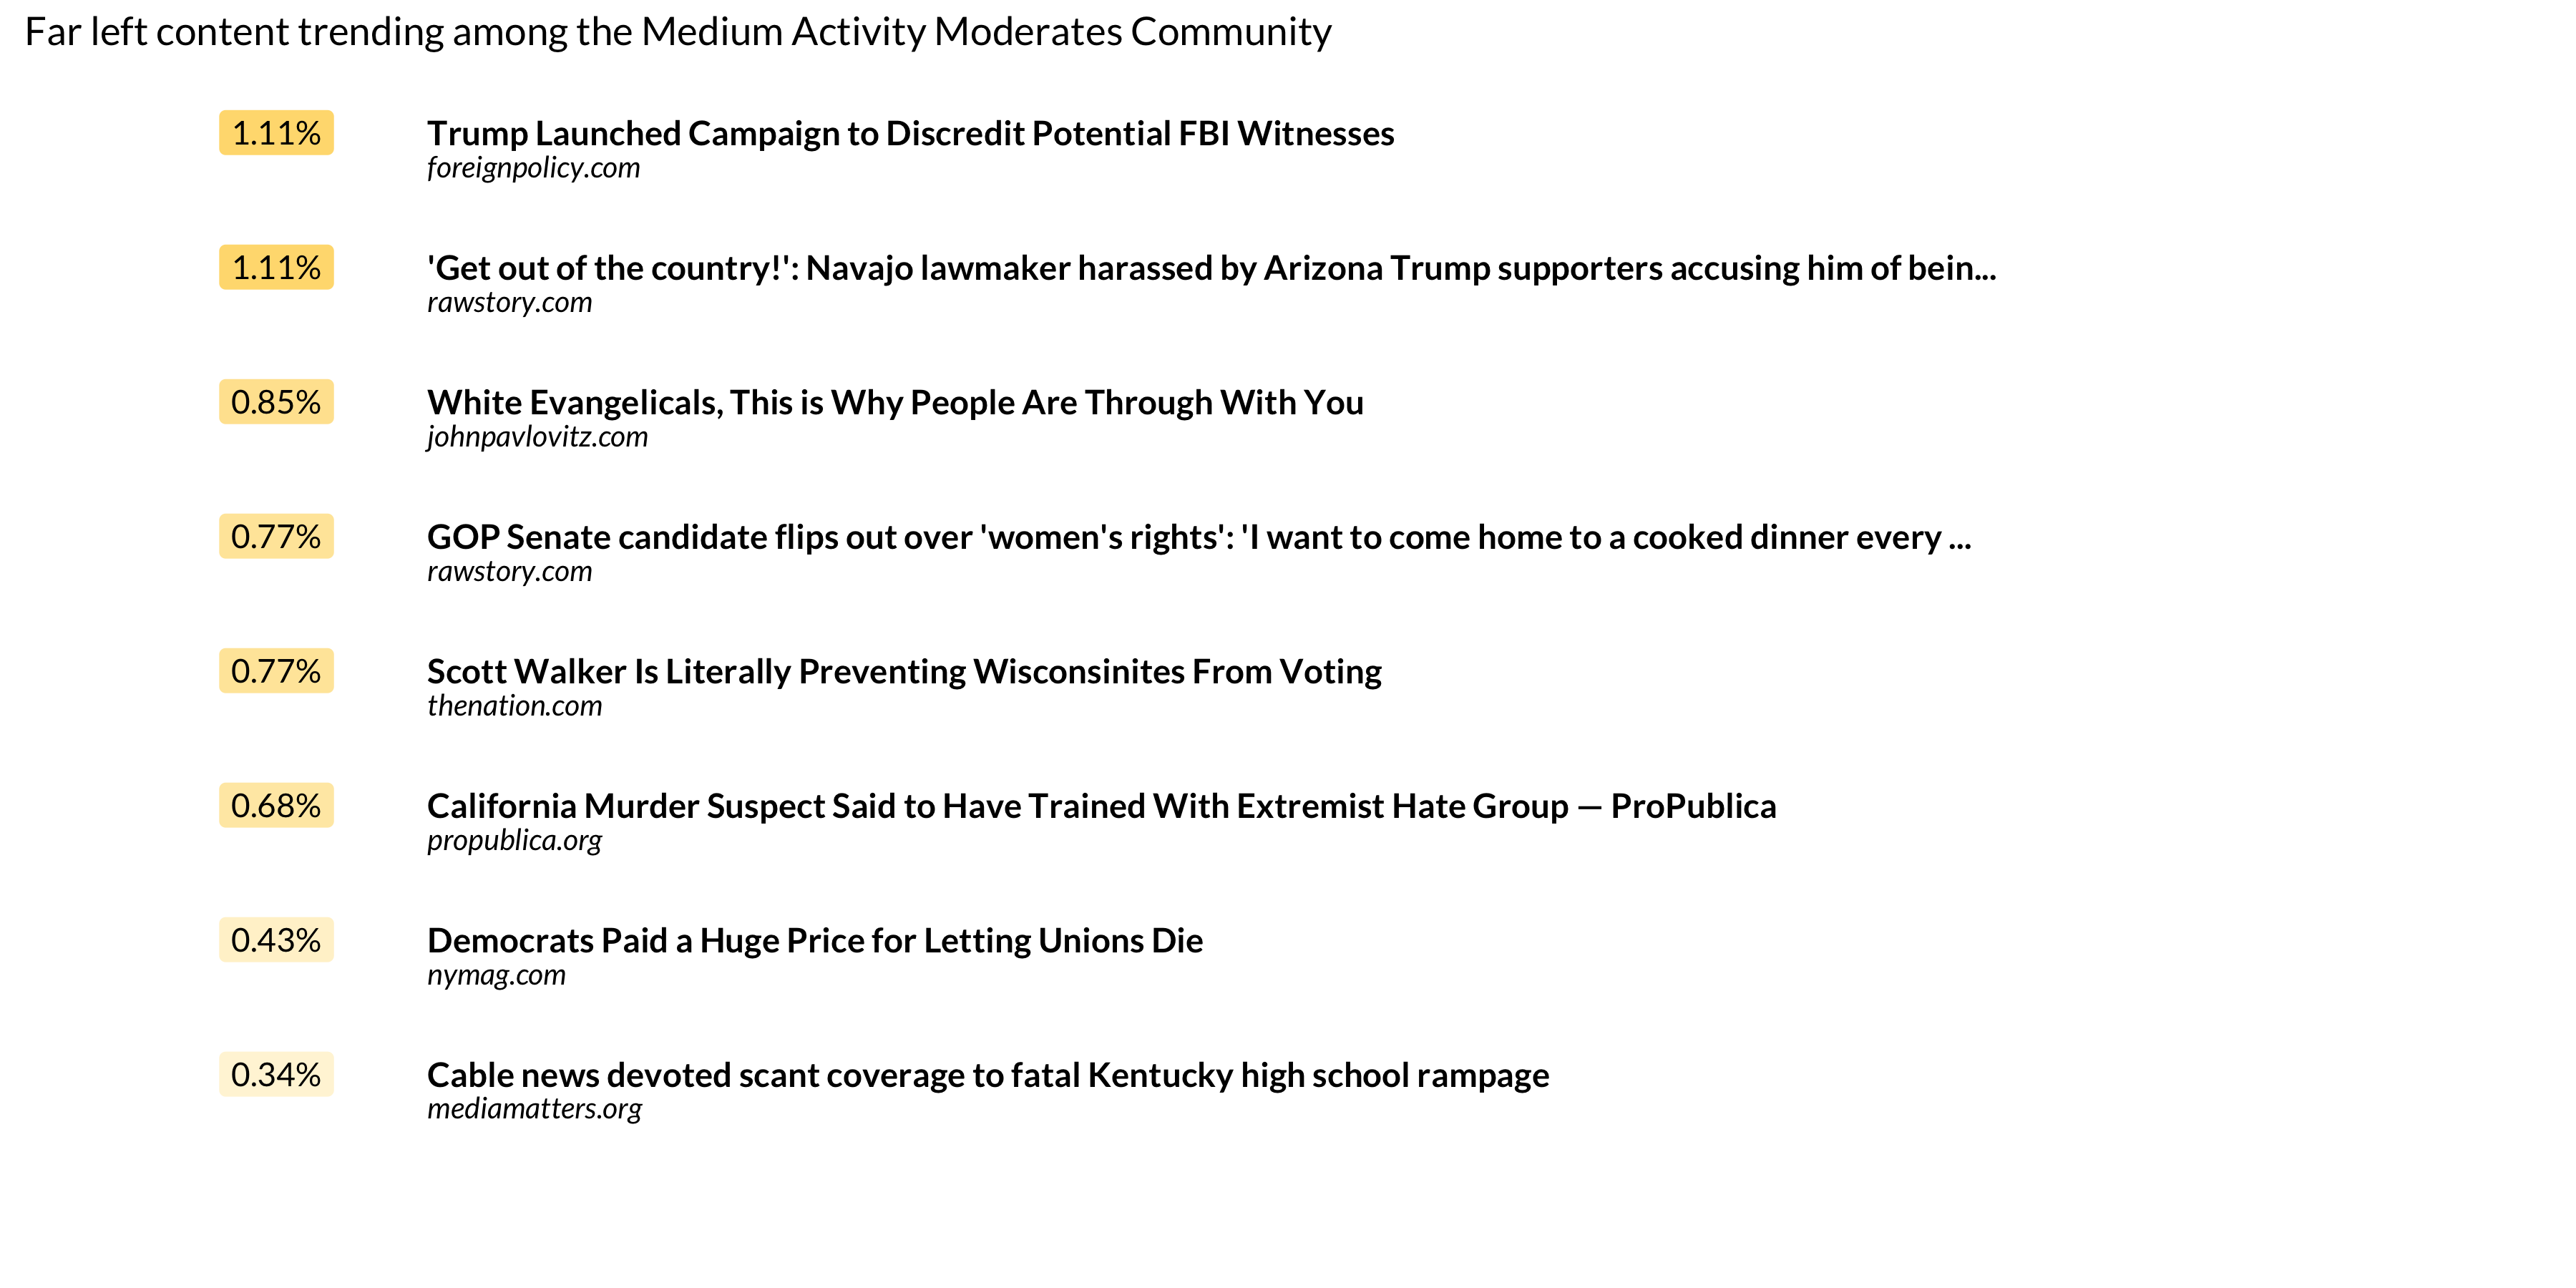 Far left content trending among the Medium Activity Moderates Community
1.11%
Trump Launched Campaign to Discredit Potential FBI Witnesses
foreignpolicy.com
1.11%
'Get out of the country!': Navajo lawmaker harassed by Arizona Trump supporters accusing him of bein...
rawstory.com
0.85%
White Evangelicals, This is Why People Are Through With You
johnpavlovitz.com
0.77%
GOP Senate candidate flips out over 'women's rights': 'I want to come home to a cooked dinner every ...
rawstory.com
0.77%
Scott Walker Is Literally Preventing Wisconsinites From Voting
thenation.com
0.68%
California Murder Suspect Said to Have Trained With Extremist Hate Group — ProPublica
propublica.org
0.43%
Democrats Paid a Huge Price for Letting Unions Die
nymag.com
0.34%
Cable news devoted scant coverage to fatal Kentucky high school rampage
mediamatters.org